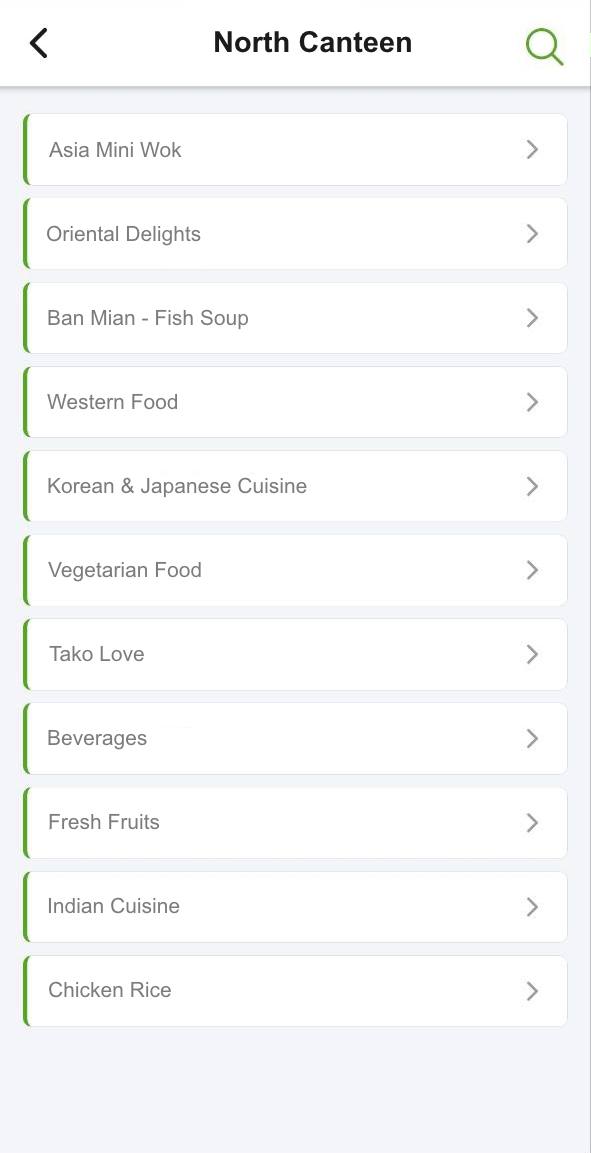 North Canteen
Asia Mini Wok
Oriental Delights
Ban Mian - Fish Soup
Western Food
Korean & Japanese Cuisine
Vegetarian Food
Tako Love
Beverages
Fresh Fruits
Indian Cuisine
Chicken Rice